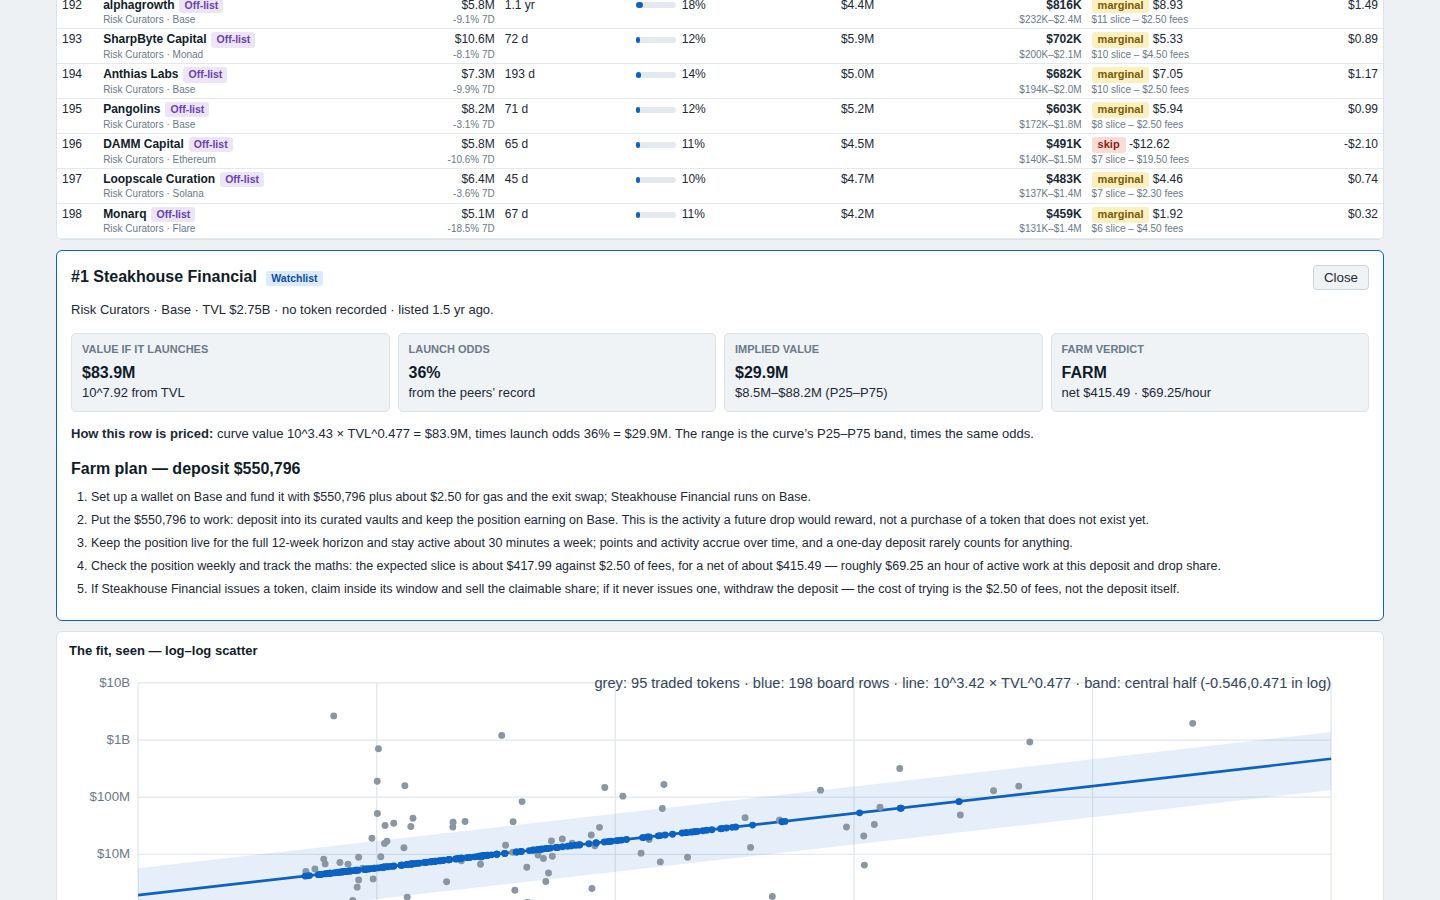 192 alphagrowth Off-list $5.8M 1.1 yr 18% $4.4M $816K marginal $8.93 $1.49
Risk Curators · Base -9.1% 7D $232K–$2.4M $11 slice – $2.50 fees
193 SharpByte Capital Off-list $10.6M 72 d 12% $5.9M $702K marginal $5.33 $0.89
Risk Curators · Monad -8.1% 7D $200K–$2.1M $10 slice – $4.50 fees
194 Anthias Labs Off-list $7.3M 193 d 14% $5.0M $682K marginal $7.05 $1.17
Risk Curators · Base -9.9% 7D $194K–$2.0M $10 slice – $2.50 fees
195 Pangolins Off-list $8.2M 71 d 12% $5.2M $603K marginal $5.94 $0.99
Risk Curators · Base -3.1% 7D $172K–$1.8M $8 slice – $2.50 fees
196 DAMM Capital Off-list $5.8M 65 d 11% $4.5M $491K skip -$12.62 -$2.10
Risk Curators · Ethereum -10.6% 7D $140K–$1.5M $7 slice – $19.50 fees
197 Loopscale Curation Off-list $6.4M 45 d 10% $4.7M $483K marginal $4.46 $0.74
Risk Curators · Solana -3.6% 7D $137K–$1.4M $7 slice – $2.30 fees
198 Monarq Off-list $5.1M 67 d 11% $4.2M $459K marginal $1.92 $0.32
Risk Curators · Flare -18.5% 7D $131K–$1.4M $6 slice – $4.50 fees
#1 Steakhouse Financial Watchlist Close
Risk Curators · Base · TVL $2.75B · no token recorded · listed 1.5 yr ago.
VALUE IF IT LAUNCHES
$83.9M
10^7.92 from TVL
LAUNCH ODDS
36%
from the peers’ record
IMPLIED VALUE
$29.9M
$8.5M–$88.2M (P25–P75)
FARM VERDICT
FARM
net $415.49 · $69.25/hour
How this row is priced: curve value 10^3.43 × TVL^0.477 = $83.9M, times launch odds 36% = $29.9M. The range is the curve’s P25–P75 band, times the same odds.
Farm plan — deposit $550,796
1. Set up a wallet on Base and fund it with $550,796 plus about $2.50 for gas and the exit swap; Steakhouse Financial runs on Base.
2. Put the $550,796 to work: deposit into its curated vaults and keep the position earning on Base. This is the activity a future drop would reward, not a purchase of a token that does not exist yet.
3. Keep the position live for the full 12-week horizon and stay active about 30 minutes a week; points and activity accrue over time, and a one-day deposit rarely counts for anything.
4. Check the position weekly and track the maths: the expected slice is about $417.99 against $2.50 of fees, for a net of about $415.49 — roughly $69.25 an hour of active work at this deposit and drop share.
5. If Steakhouse Financial issues a token, claim inside its window and sell the claimable share; if it never issues one, withdraw the deposit — the cost of trying is the $2.50 of fees, not the deposit itself.
The fit, seen — log–log scatter
grey: 95 traded tokens · blue: 198 board rows · line: 10^3.42 × TVL^0.477 · band: central half (-0.546,0.471 in log)
$10B
$1B
$100M
$10M